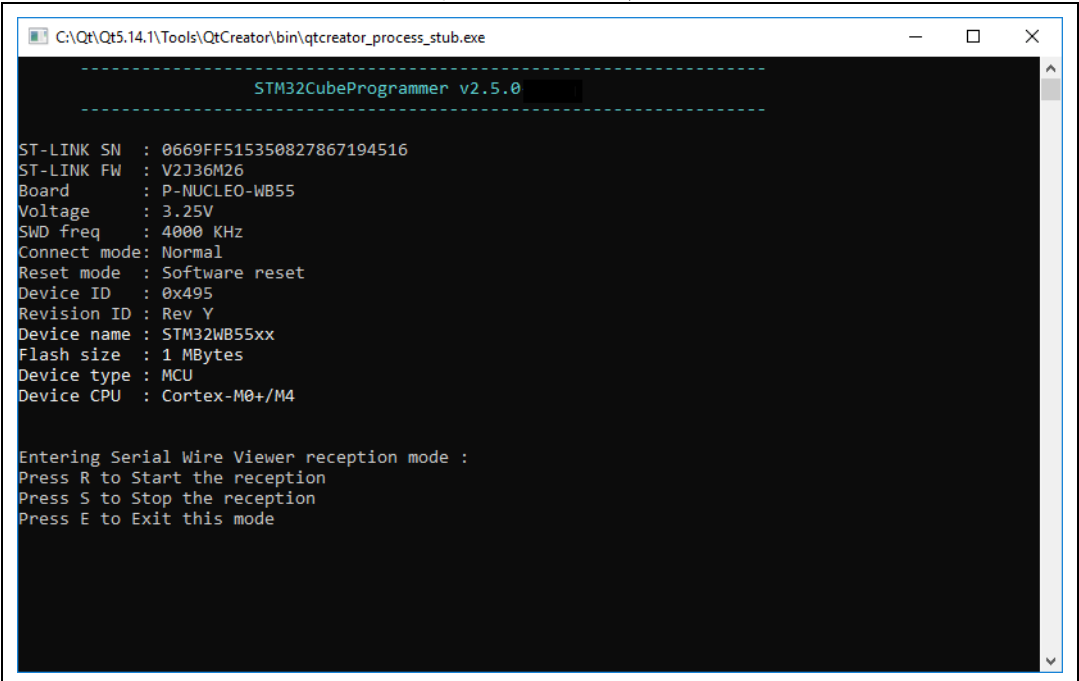 C:\Qt\Qt5.14.1\Tools\QtCreator\bin\qtcreator_process_stub.exe
-------------------------------------------------------------------
STM32CubeProgrammer v2.5.0
-------------------------------------------------------------------
ST-LINK SN  : 0669FF515350827867194516
ST-LINK FW  : V2J36M26
Board       : P-NUCLEO-WB55
Voltage     : 3.25V
SWD freq    : 4000 KHz
Connect mode: Normal
Reset mode  : Software reset
Device ID   : 0x495
Revision ID : Rev Y
Device name : STM32WB55xx
Flash size  : 1 MBytes
Device type : MCU
Device CPU  : Cortex-M0+/M4
Entering Serial Wire Viewer reception mode :
Press R to Start the reception
Press S to Stop the reception
Press E to Exit this mode